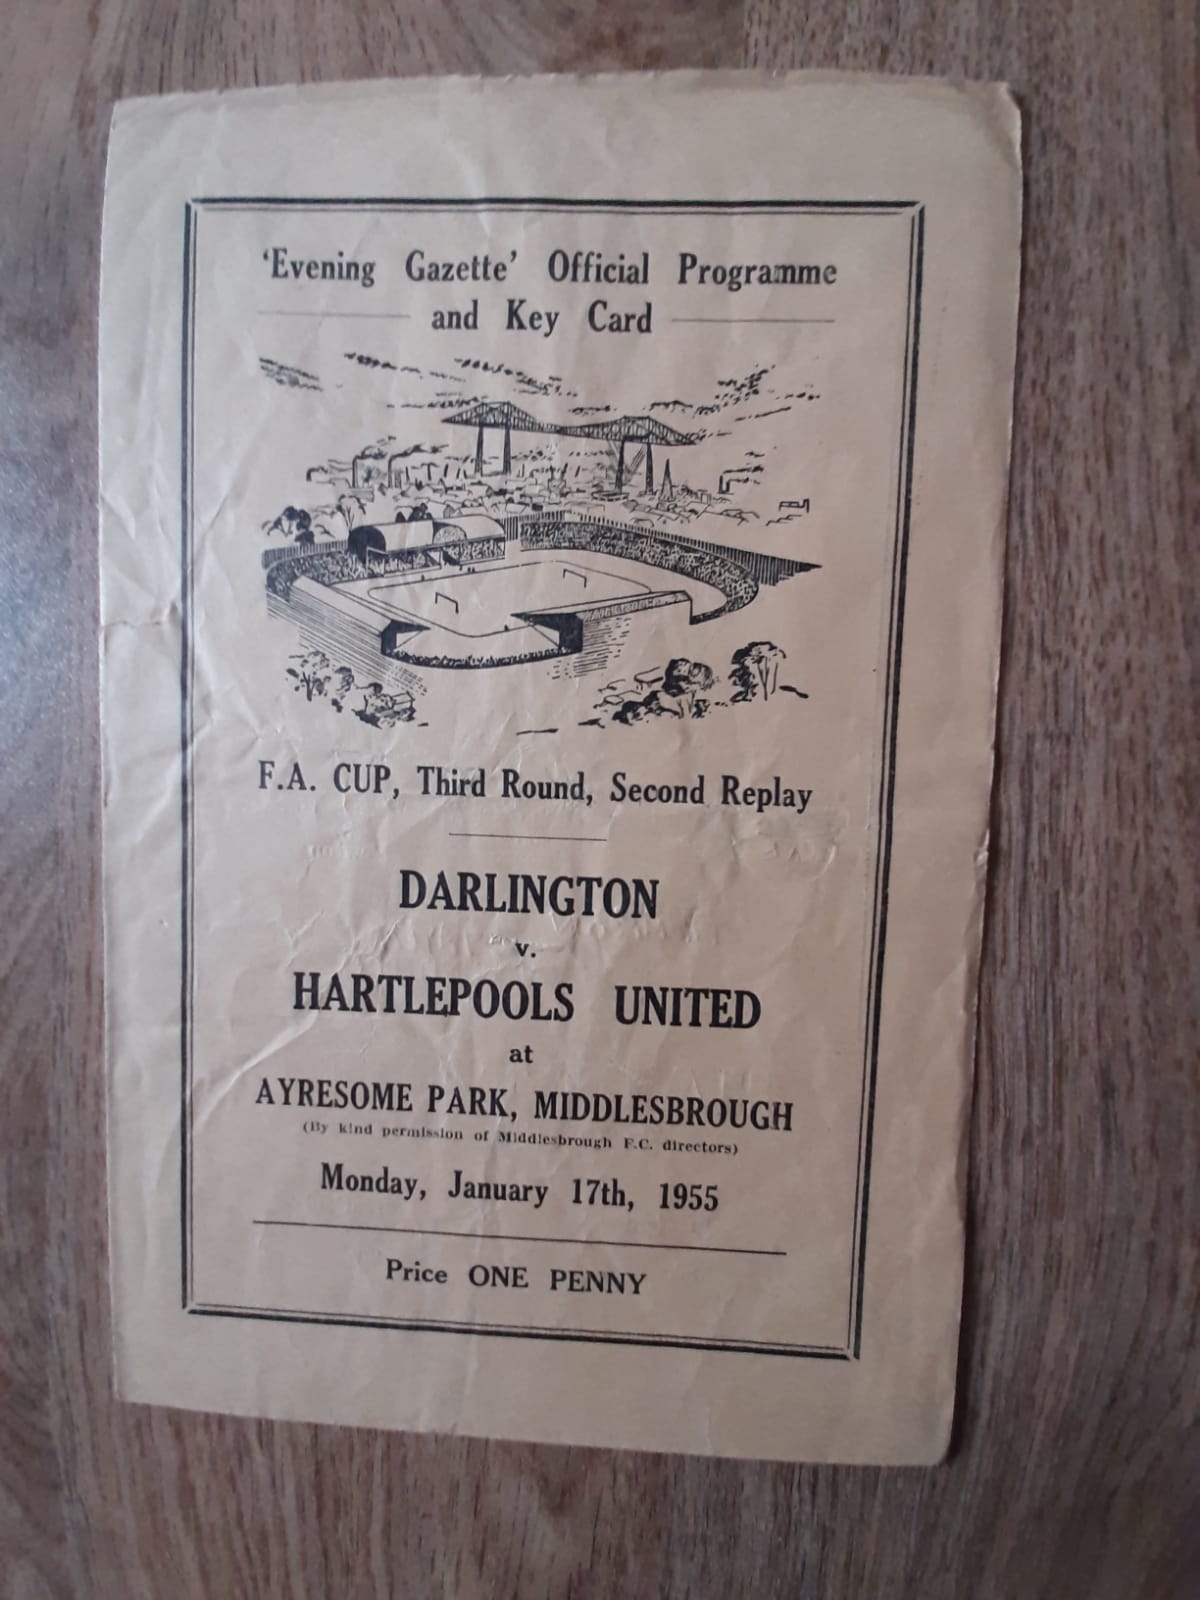 'Evening Gazette' Official Programme
and Key Card
F.A. CUP, Third Round, Second Replay
DARLINGTON
v.
HARTLEPOOLS UNITED
at
AYRESOME PARK, MIDDLESBROUGH
(By kind permission of Middlesbrough F.C. directors)
Monday, January 17th, 1955
Price ONE PENNY